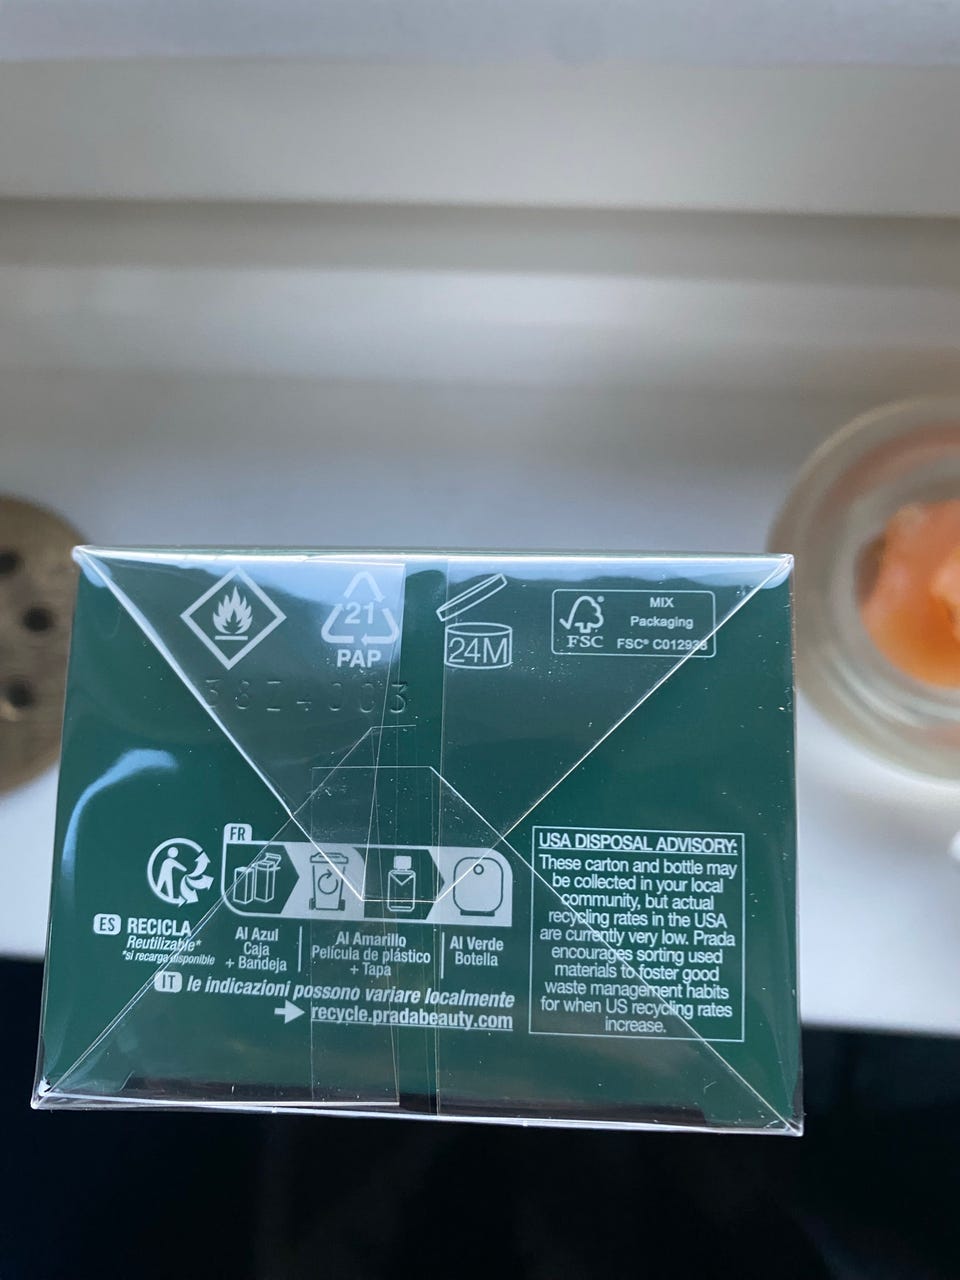 21
PAP
24M
FSC
MIX
Packaging
FSC® C012938
FR
ES RECICLA
Reutilizable*
*si recarga disponible
Al Azul
Caja
+ Bandeja
Al Amarillo
Película de plástico
+ Tapa
Al Verde
Botella
IT le indicazioni possono variare localmente
recycle.pradabeauty.com
USA DISPOSAL ADVISORY:
These carton and bottle may
be collected in your local
community, but actual
recycling rates in the USA
are currently very low. Prada
encourages sorting used
materials to foster good
waste management habits
for when US recycling rates
increase.